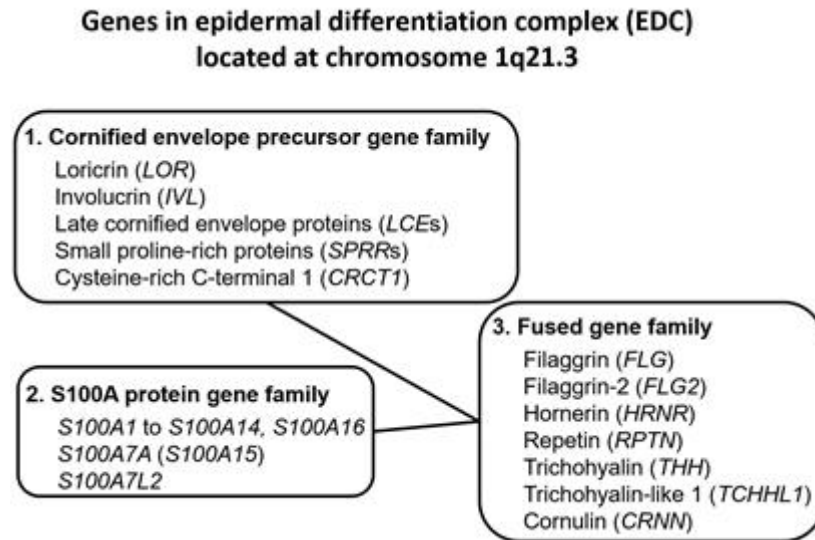 Genes in epidermal differentiation complex (EDC)
located at chromosome 1q21.3
1. Cornified envelope precursor gene family
Loricrin (LOR)
Involucrin (IVL)
Late cornified envelope proteins (LCEs)
Small proline-rich proteins (SPRRs)
Cysteine-rich C-terminal 1 (CRCT1)
2. S100A protein gene family
S100A1 to S100A14, S100A16
S100A7A (S100A15)
S100A7L2
3. Fused gene family
Filaggrin (FLG)
Filaggrin-2 (FLG2)
Hornerin (HRNR)
Repetin (RPTN)
Trichohyalin (THH)
Trichohyalin-like 1 (TCHHL1)
Cornulin (CRNN)